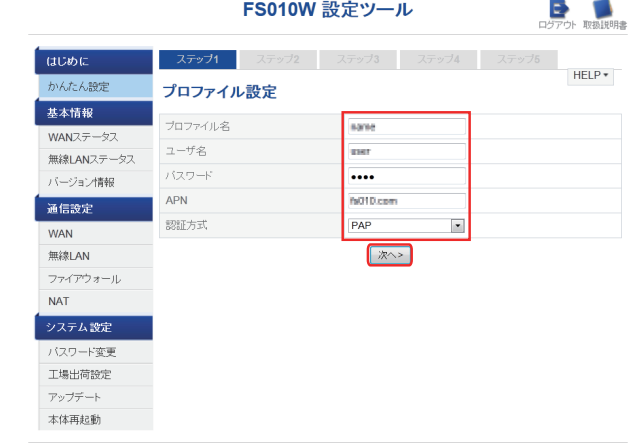 FS010W 設定ツール
ログアウト 取扱説明書
はじめに
かんたん設定
基本情報
WANステータス
無線LANステータス
バージョン情報
通信設定
WAN
無線LAN
ファイアウォール
NAT
システム 設定
パスワード変更
工場出荷設定
アップデート
本体再起動
ステップ1 ステップ2 ステップ3 ステップ4 ステップ5
HELP
プロファイル設定
プロファイル名 name
ユーザ名 user
パスワード ●●●●
APN fs010.com
認証方式 PAP
次へ>